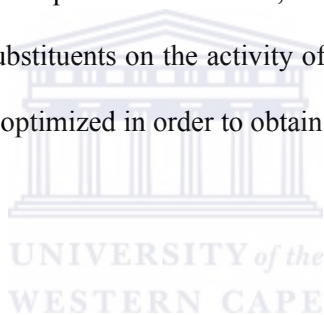 ubstituents on the activity of
optimized in order to obtain
UNIVERSITY of the
WESTERN CAPE